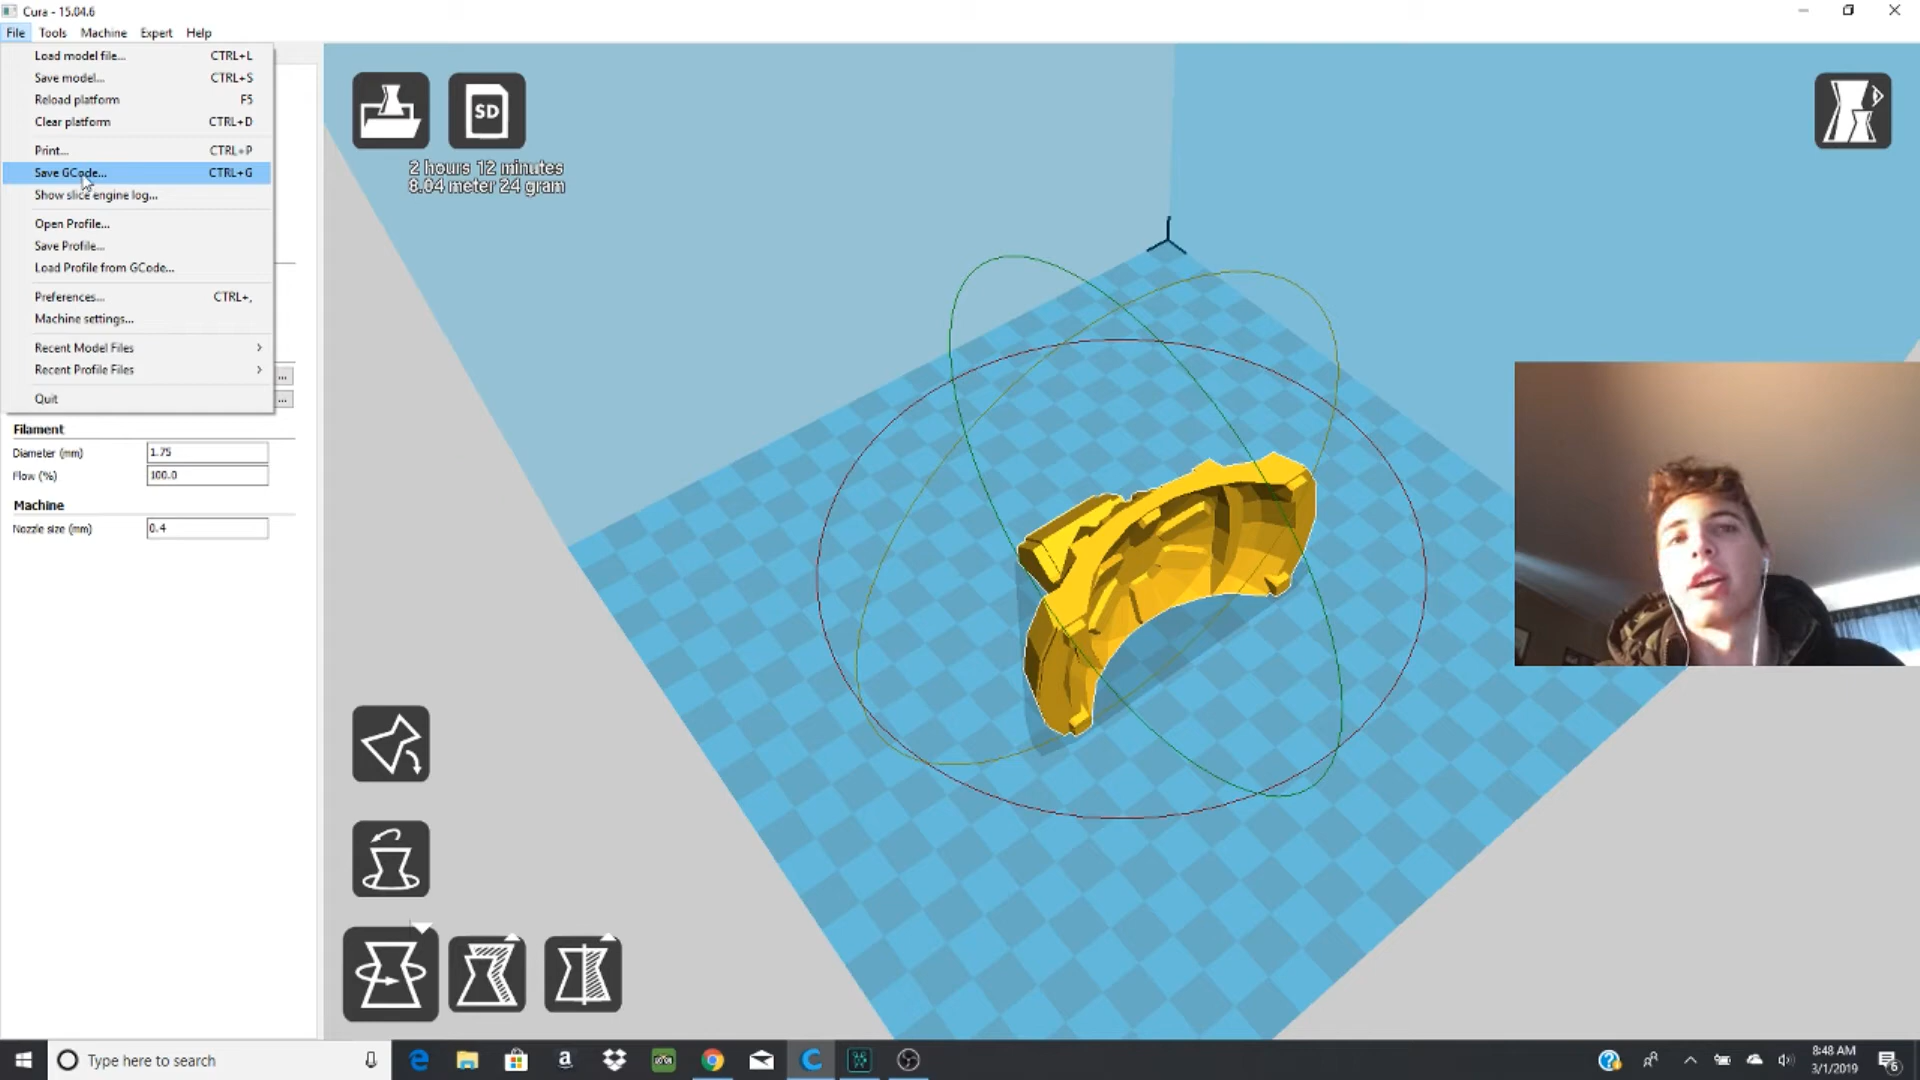 Cura - 15.04.6
File Tools Machine Expert Help
Load model file... CTRL+L
Save model... CTRL+S
Reload platform F5
Clear platform CTRL+D
Print... CTRL+P
Save GCode... CTRL+G
Show slice engine log...
Open Profile...
Save Profile...
Load Profile from GCode...
Preferences... CTRL+,
Machine settings...
Recent Model Files
Recent Profile Files
...
...
Quit
Filament
Diameter (mm) 1.75
Flow (%) 100.0
Machine
Nozzle size (mm) 0.4
SD
2 hours 12 minutes
8.04 meter 24 gram
Type here to search
8:48 AM
3/1/2019
6